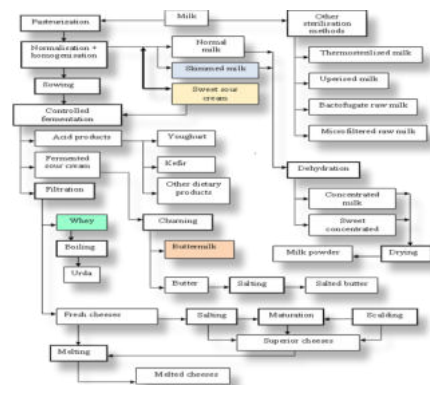 Milk
Pasteurization
Other
sterilisation
methods
Normalisation +
homogenization
Normal
milk
Skimmed milk
Sweet sour
cream
Thermosterilised milk
Uperised milk
Bactofugate raw milk
Microfiltered raw milk
Sowing
Controlled
fermentation
Acid products
Youghurt
Kefir
Other dietary
products
Fermented
sour cream
Filtration
Dehydration
Concentrated
milk
Sweet
concentrated
Drying
Milk powder
Whey
Boiling
Urda
Churning
Buttermilk
Butter
Salting
Salted butter
Fresh cheeses
Salting
Maturation
Scalding
Superior cheeses
Melting
Melted cheeses